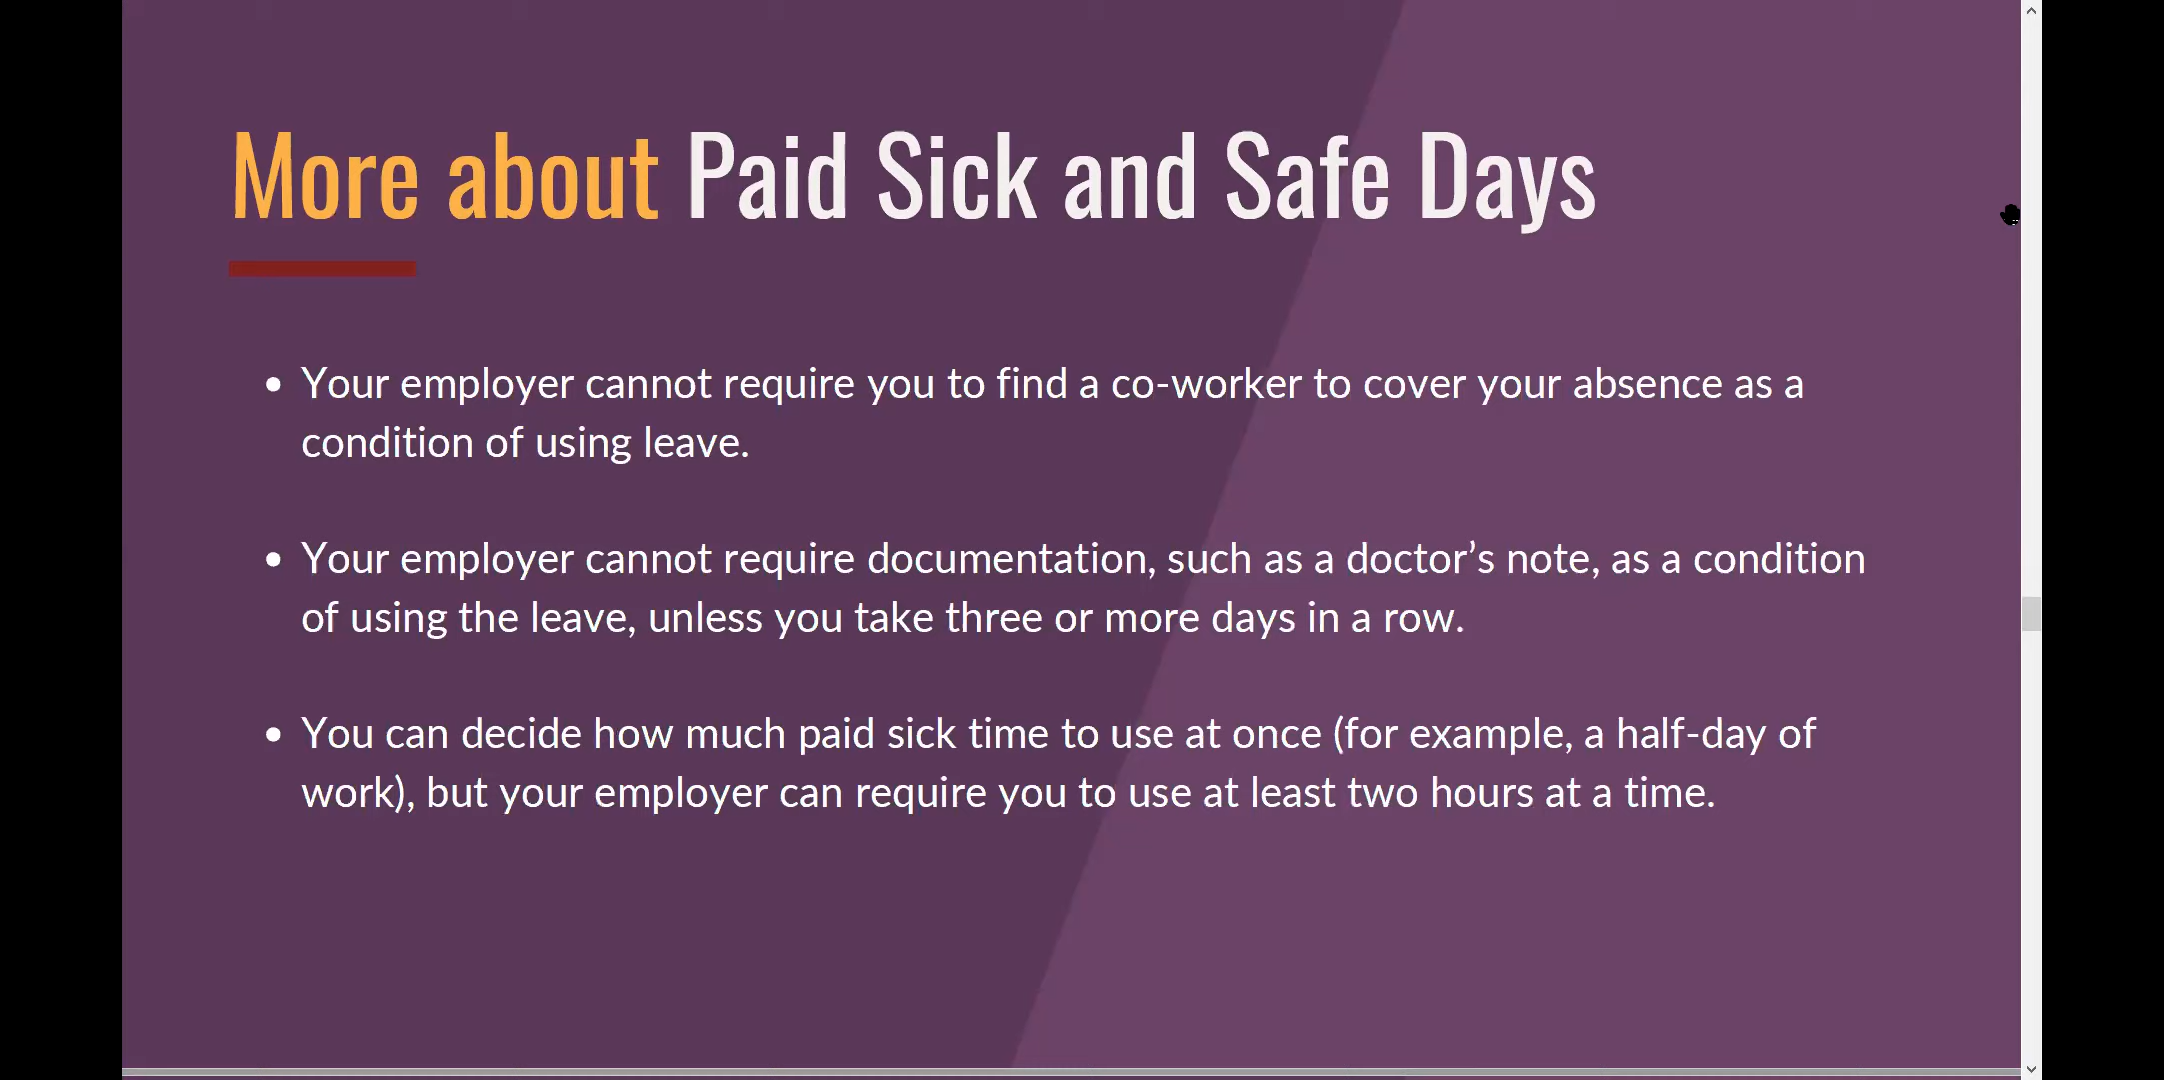 More about Paid Sick and Safe Days
• Your employer cannot require you to find a co-worker to cover your absence as a
condition of using leave.
• Your employer cannot require documentation, such as a doctor’s note, as a condition
of using the leave, unless you take three or more days in a row.
• You can decide how much paid sick time to use at once (for example, a half-day of
work), but your employer can require you to use at least two hours at a time.